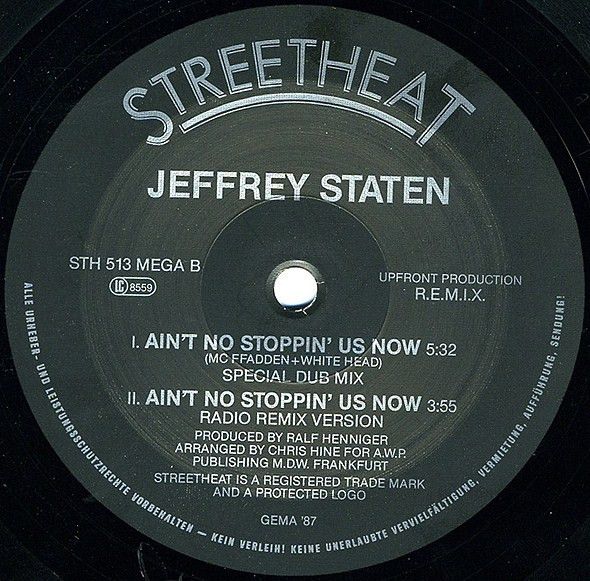 STREETHEAT
JEFFREY STATEN
STH 513 MEGA B
LC 8559
UPFRONT PRODUCTION
R.E.M.I.X.
I. AIN'T NO STOPPIN' US NOW 5:32
(MC FFADDEN+WHITE HEAD)
SPECIAL DUB MIX
II. AIN'T NO STOPPIN' US NOW 3:55
RADIO REMIX VERSION
PRODUCED BY RALF HENNIGER
ARRANGED BY CHRIS HINE FOR A.W.P.
PUBLISHING M.D.W. FRANKFURT
STREETHEAT IS A REGISTERED TRADE MARK
AND A PROTECTED LOGO
GEMA '87
ALLE URHEBER- UND LEISTUNGSSCHUTZRECHTE VORBEHALTEN – KEIN VERLEIH! KEINE UNERLAUBTE VERVIELFÄLTIGUNG, VERMIETUNG, AUFFÜHRUNG, SENDUNG!